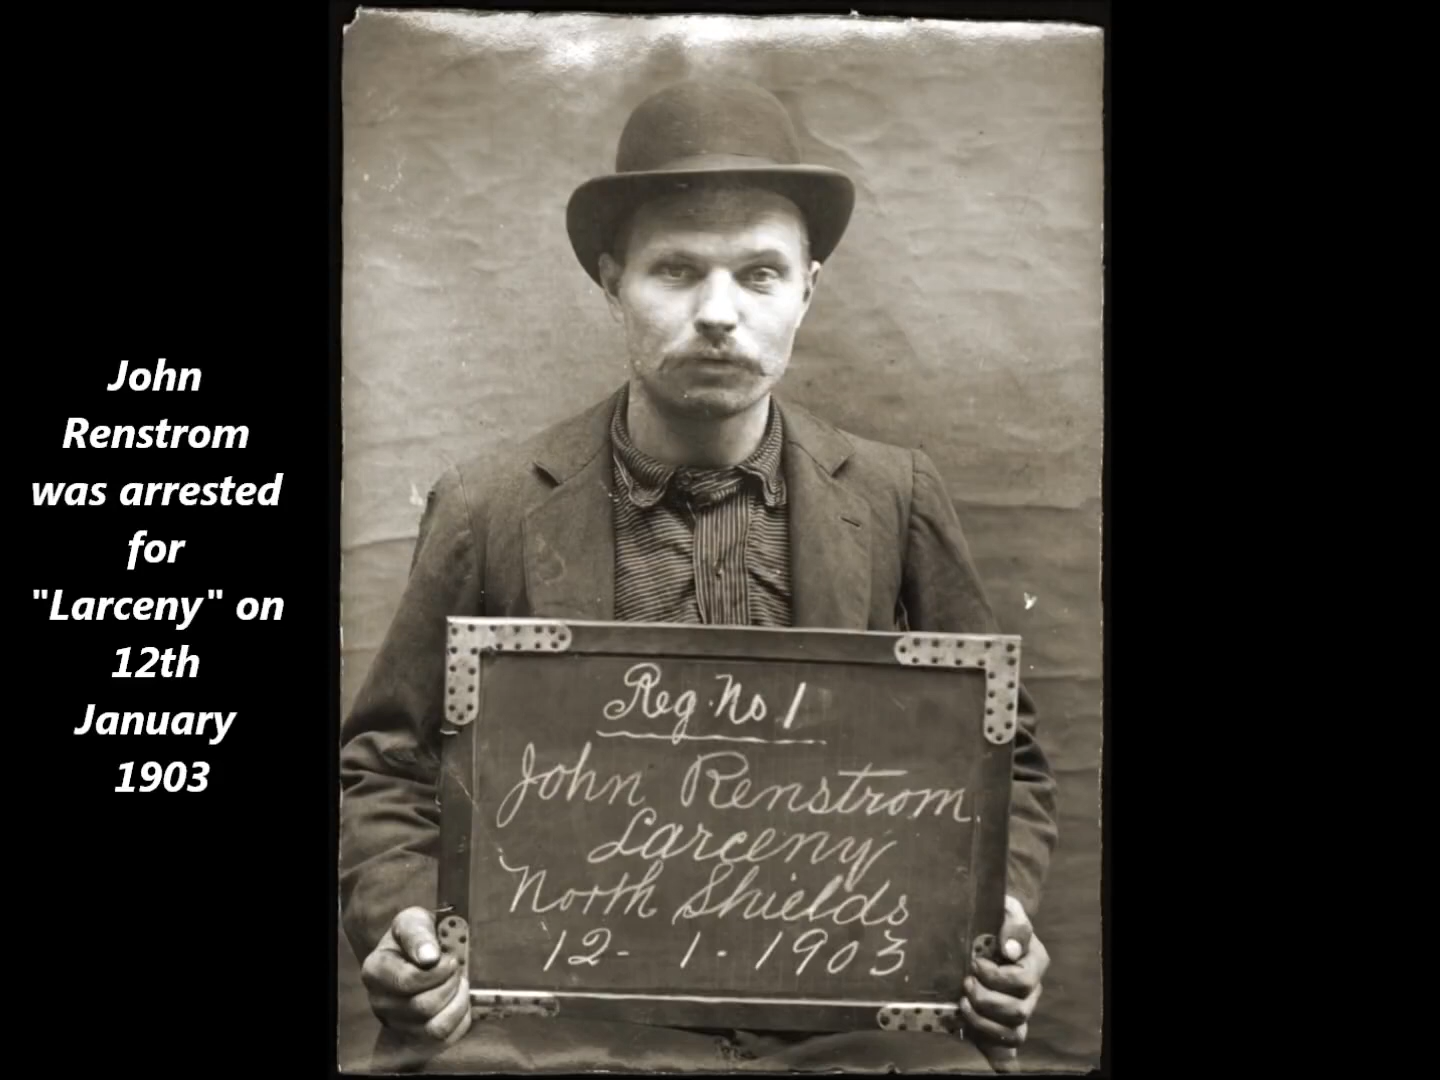 John
Renstrom
was arrested
for
"Larceny" on
12th
January
1903
Reg. No 1
John Renstrom.
Larceny
North Shields
12- 1 - 1903.